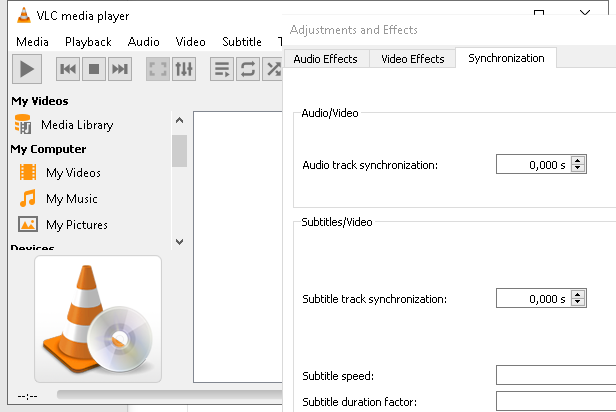 VLC media player
Media Playback Audio Video Subtitle
My Videos
Media Library
My Computer
My Videos
My Music
My Pictures
Devices
--:--
Adjustments and Effects
Audio Effects Video Effects Synchronization
Audio/Video
Audio track synchronization: 0,000 s
Subtitles/Video
Subtitle track synchronization: 0,000 s
Subtitle speed:
Subtitle duration factor: